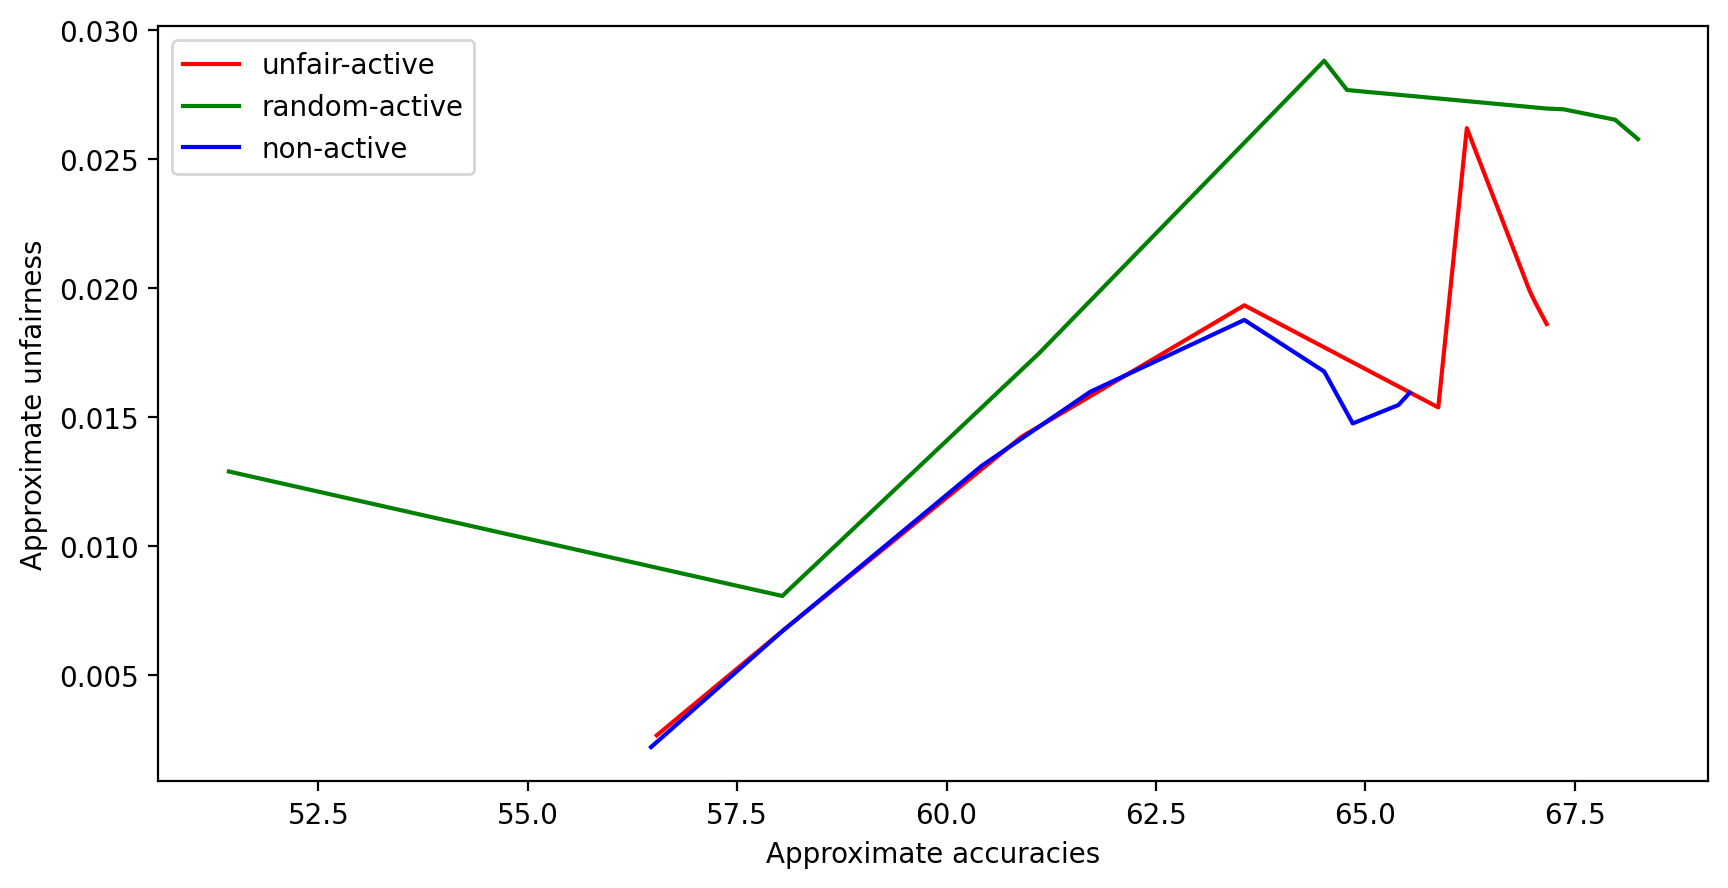 0.030
0.025
0.020
0.015
0.010
0.005
Approximate unfairness
unfair-active
random-active
non-active
52.5 55.0 57.5 60.0 62.5 65.0 67.5
Approximate accuracies